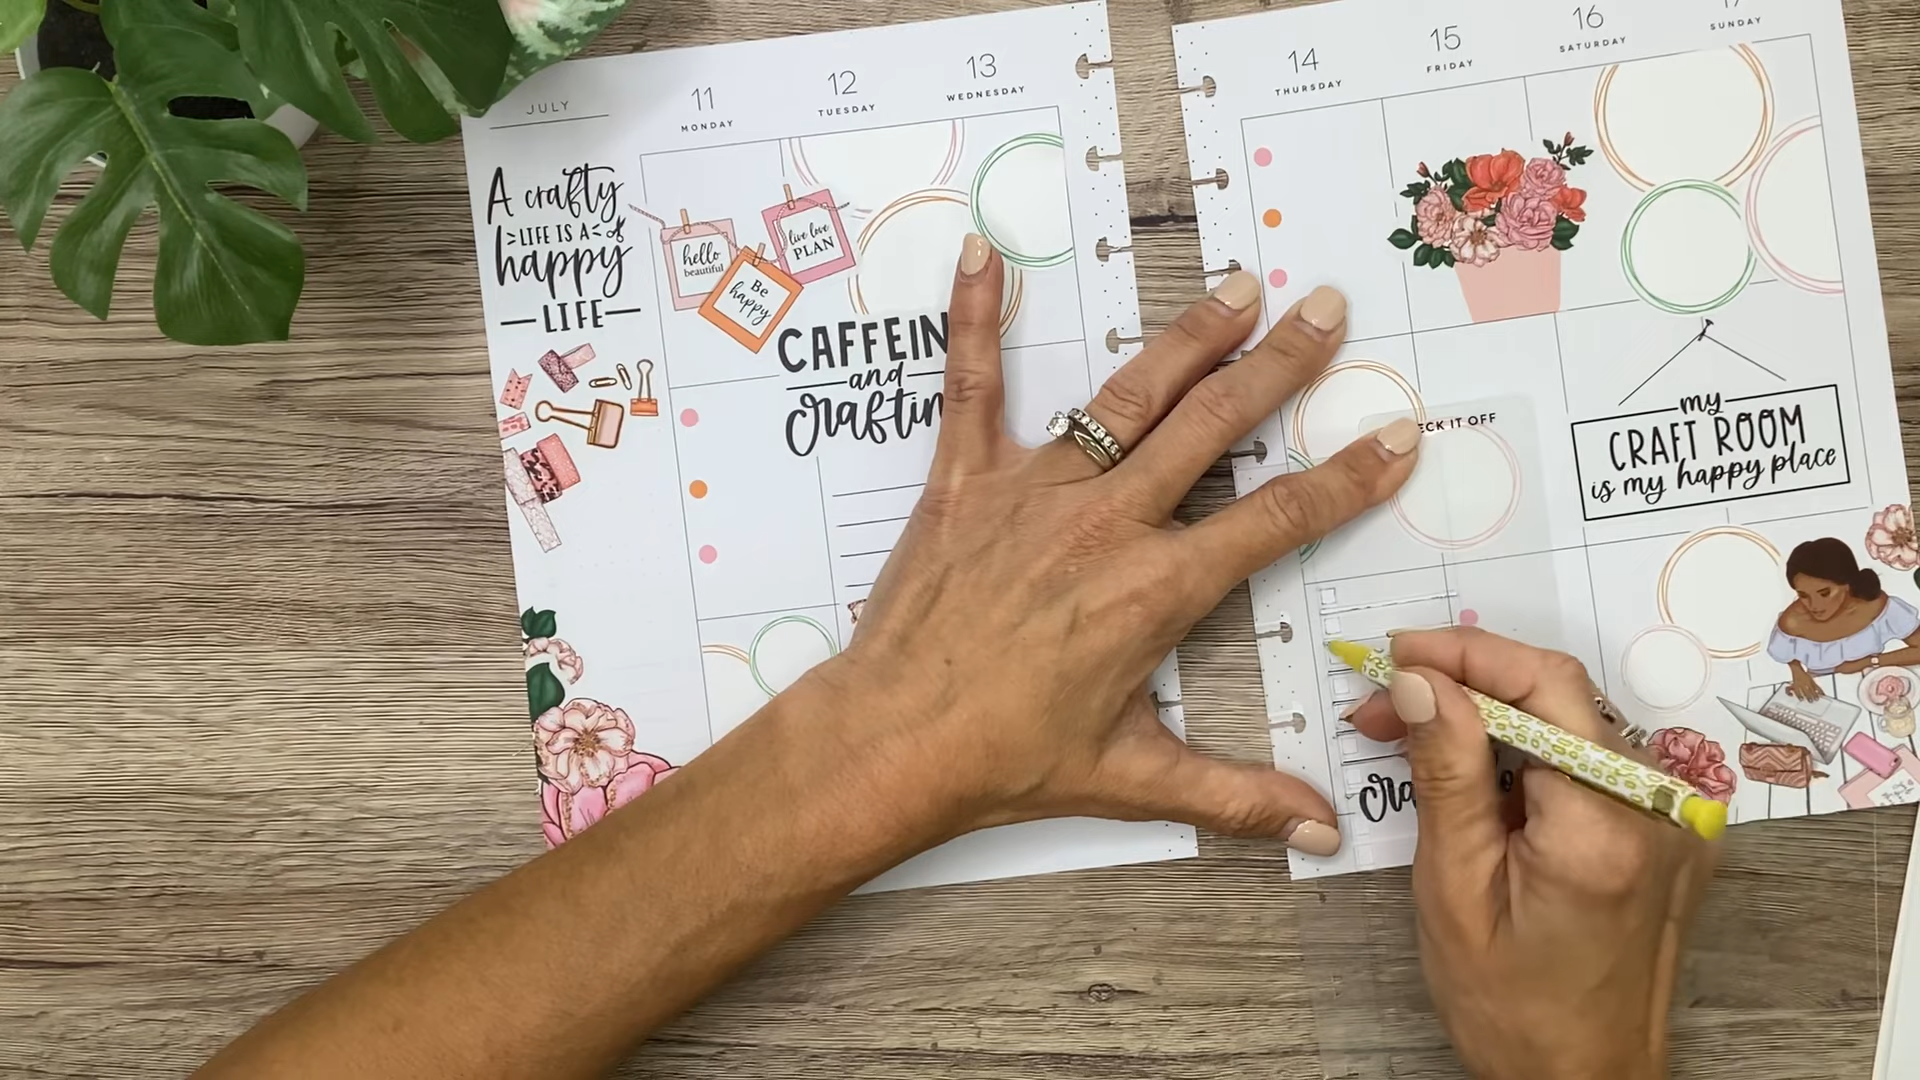 JULY
11
MONDAY
12
TUESDAY
13
WEDNESDAY
14
THURSDAY
15
FRIDAY
16
SATURDAY
17
SUNDAY
A crafty
LIFE IS A
happy
LIFE
hello
beautiful
live love
PLAN
Be
happy
CAFFEIN
and
craftin
ECK IT OFF
my
CRAFT ROOM
is my happy place